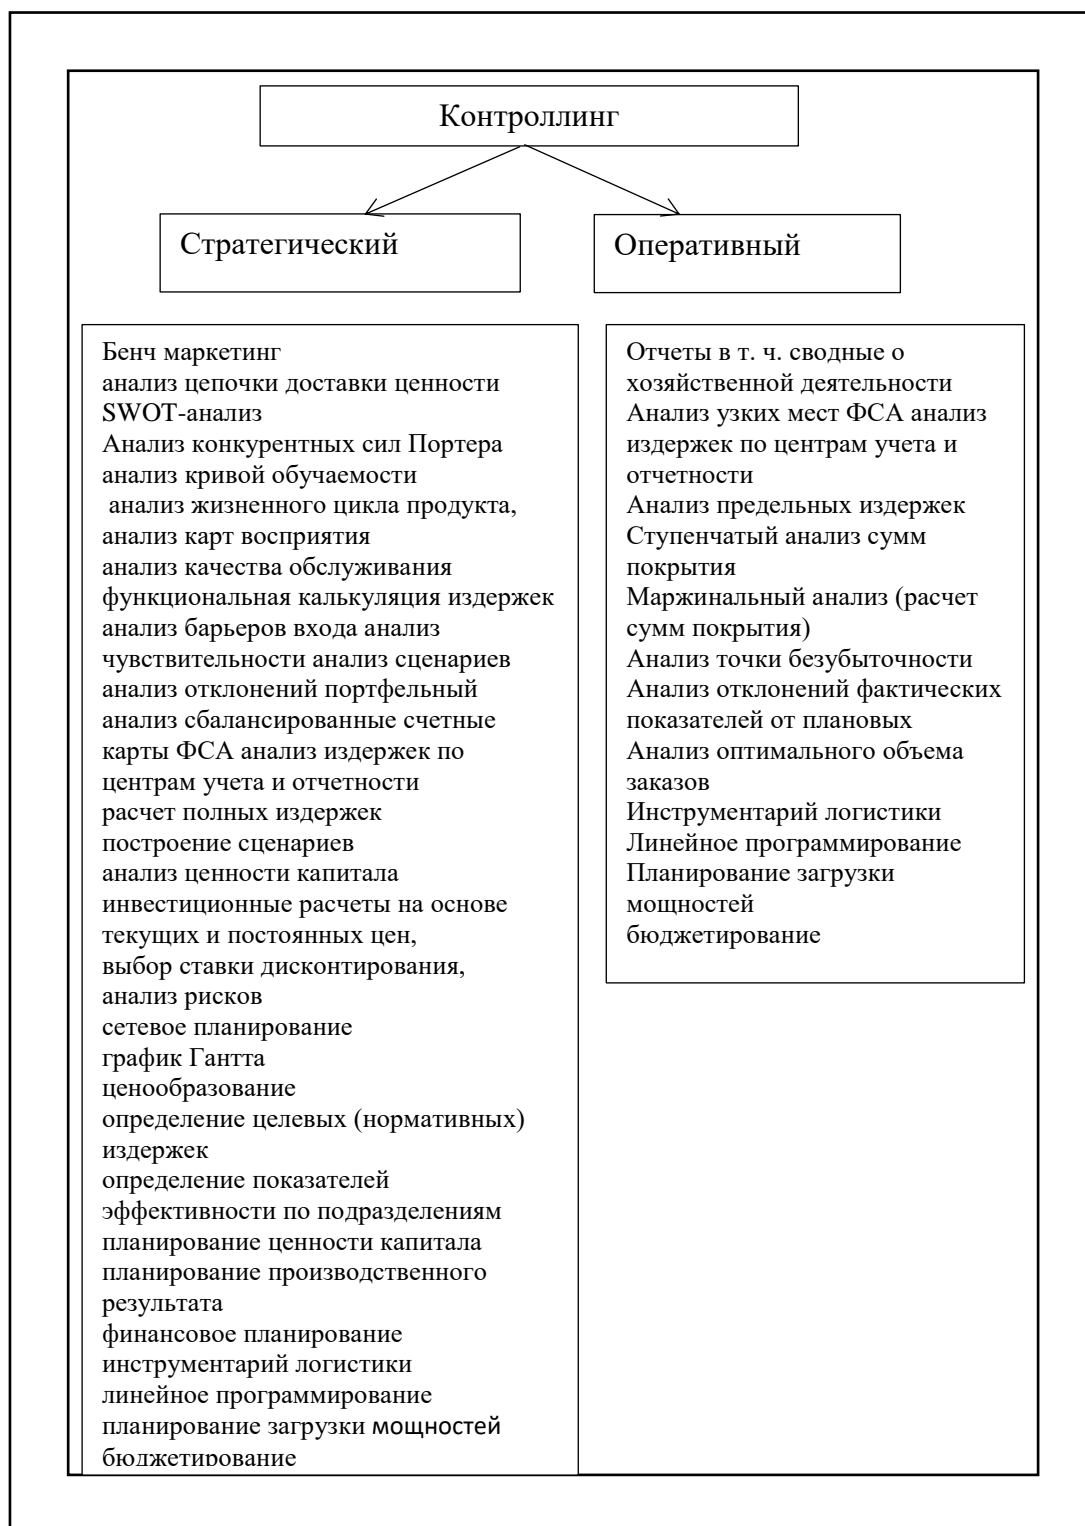 Контроллинг
Стратегический
Оперативный
Бенч маркетинг
анализ цепочки доставки ценности
SWOT-анализ
Анализ конкурентных сил Портера
анализ кривой обучаемости
анализ жизненного цикла продукта,
анализ карт восприятия
анализ качества обслуживания
функциональная калькуляция издержек
анализ барьеров входа анализ
чувствительности анализ сценариев
анализ отклонений портфельный
анализ сбалансированные счетные
карты ФСА анализ издержек по
центрам учета и отчетности
расчет полных издержек
построение сценариев
анализ ценности капитала
инвестиционные расчеты на основе
текущих и постоянных цен,
выбор ставки дисконтирования,
анализ рисков
сетевое планирование
график Гантта
ценообразование
определение целевых (нормативных)
издержек
определение показателей
эффективности по подразделениям
планирование ценности капитала
планирование производственного
результата
финансовое планирование
инструментарий логистики
линейное программирование
планирование загрузки мощностей
бюджетирование
Отчеты в т. ч. сводные о
хозяйственной деятельности
Анализ узких мест ФСА анализ
издержек по центрам учета и
отчетности
Анализ предельных издержек
Ступенчатый анализ сумм
покрытия
Маржинальный анализ (расчет
сумм покрытия)
Анализ точки безубыточности
Анализ отклонений фактических
показателей от плановых
Анализ оптимального объема
заказов
Инструментарий логистики
Линейное программирование
Планирование загрузки
мощностей
бюджетирование